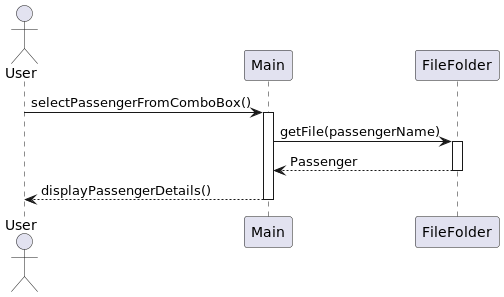 User
Main
FileFolder
selectPassengerFromComboBox()
getFile(passengerName)
Passenger
displayPassengerDetails()
User
Main
FileFolder